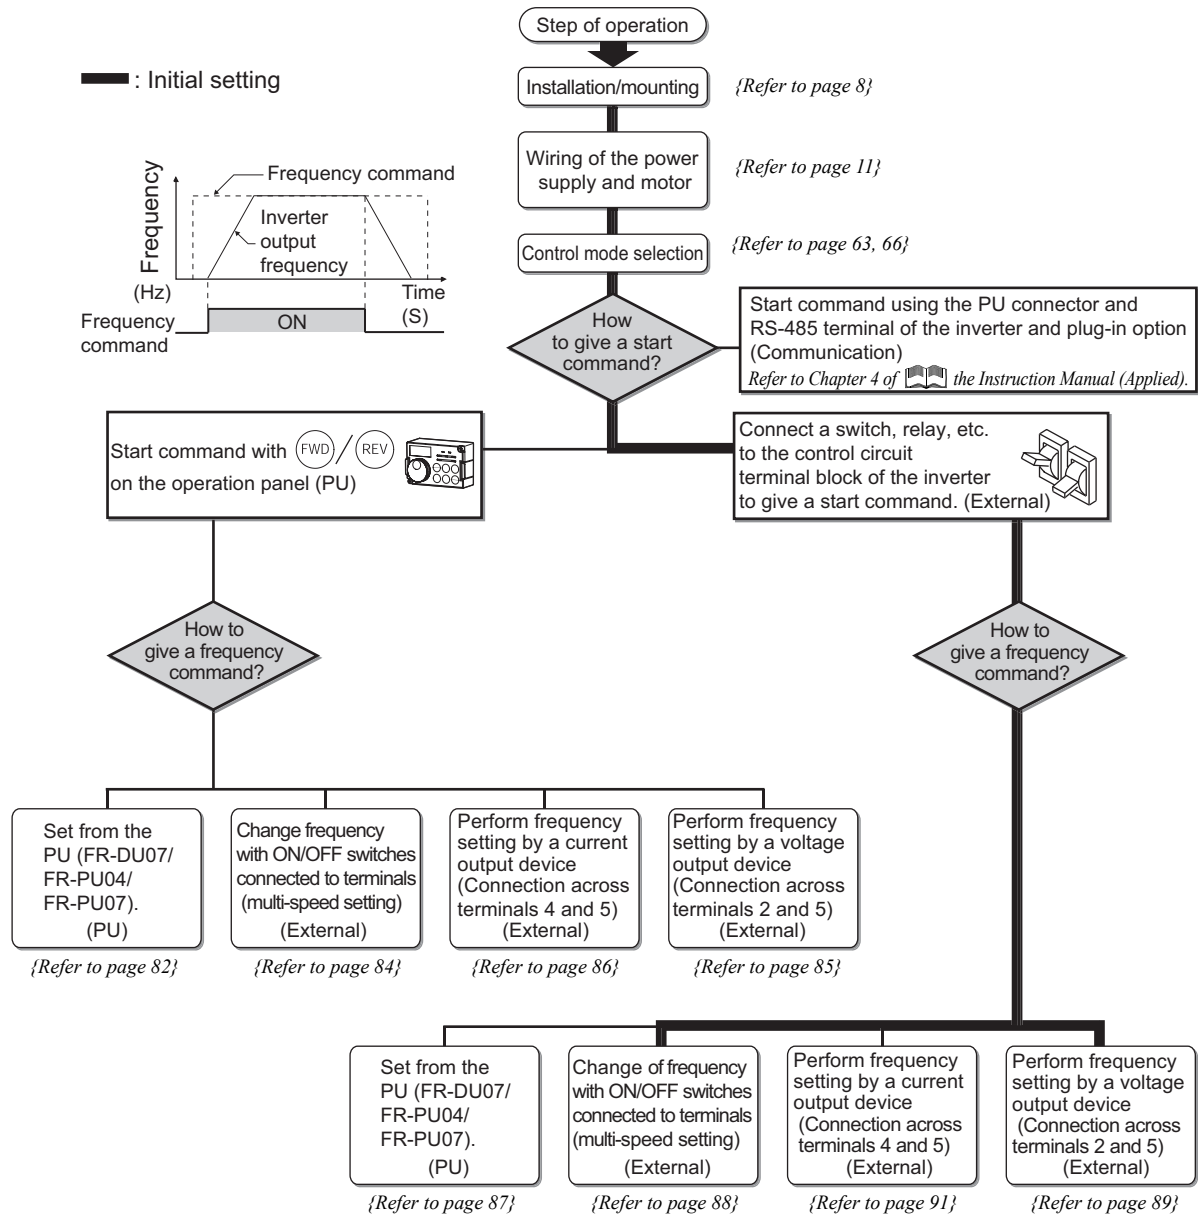 Step of operation
: Initial setting
Installation/mounting
{Refer to page 8}
Wiring of the power
supply and motor
{Refer to page 11}
Control mode selection
{Refer to page 63, 66}
Frequency
Frequency command
Inverter
output
frequency
(Hz)
Time
(S)
Frequency
command
ON
How
to give a start
command?
Start command using the PU connector and
RS-485 terminal of the inverter and plug-in option
(Communication)
Refer to Chapter 4 of the Instruction Manual (Applied).
Start command with FWD / REV
on the operation panel (PU)
Connect a switch, relay, etc.
to the control circuit
terminal block of the inverter
to give a start command. (External)
How to
give a frequency
command?
How to
give a frequency
command?
Set from the
PU (FR-DU07/
FR-PU04/
FR-PU07).
(PU)
{Refer to page 82}
Change frequency
with ON/OFF switches
connected to terminals
(multi-speed setting)
(External)
{Refer to page 84}
Perform frequency
setting by a current
output device
(Connection across
terminals 4 and 5)
(External)
{Refer to page 86}
Perform frequency
setting by a voltage
output device
(Connection across
terminals 2 and 5)
(External)
{Refer to page 85}
Set from the
PU (FR-DU07/
FR-PU04/
FR-PU07).
(PU)
{Refer to page 87}
Change of frequency
with ON/OFF switches
connected to terminals
(multi-speed setting)
(External)
{Refer to page 88}
Perform frequency
setting by a current
output device
(Connection across
terminals 4 and 5)
(External)
{Refer to page 91}
Perform frequency
setting by a voltage
output device
(Connection across
terminals 2 and 5)
(External)
{Refer to page 89}